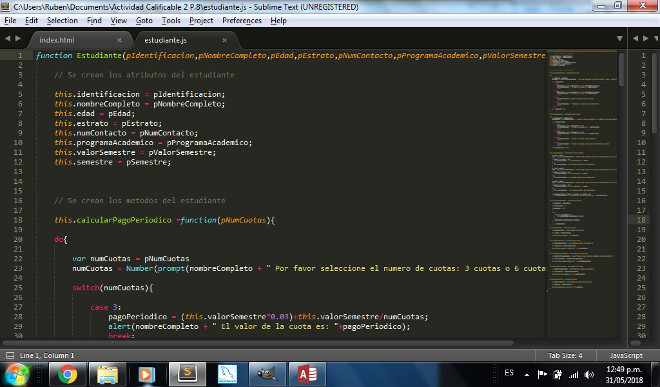 C:\Users\Ruben\Documents\Actividad Calificable 2 P.B\estudiante.js - Sublime Text (UNREGISTERED)
File Edit Selection Find View Goto Tools Project Preferences Help
index.html estudiante.js
1 function Estudiante(pIdentificacion,pNombreCompleto,pEdad,pEstrato,pNumContacto,pProgramaAcademico,pValorSemestre
2
3 // Se crean los atributos del estudiante
4
5 this.identificacion = pIdentificacion;
6 this.nombreCompleto = pNombreCompleto;
7 this.edad = pEdad;
8 this.estrato = pEstrato;
9 this.numContacto = pNumContacto;
10 this.programaAcademico = pProgramaAcademico;
11 this.valorSemestre = pValorSemestre;
12 this.semestre = pSemestre;
13
14
15
16 // Se crean los metodos del estudiante
17
18 this.calcularPagoPeriodico =function(pNumCuotas){
19
20 do{
21
22 var numCuotas = pNumCuotas
23 numCuotas = Number(prompt(nombreCompleto + " Por favor seleccione el numero de cuotas: 3 cuotas o 6 cuota
24
25 switch(numCuotas){
26
27 case 3:
28 pagoPeriodico = (this.valorSemestre*0.03)+this.valorSemestre/numCuotas;
29 alert(nombreCompleto + " El valor de la cuota es: "+pagoPeriodico);
30 break;
Line 1, Column 1 Tab Size: 4 JavaScript
ES 12:49 p.m.
31/05/2018